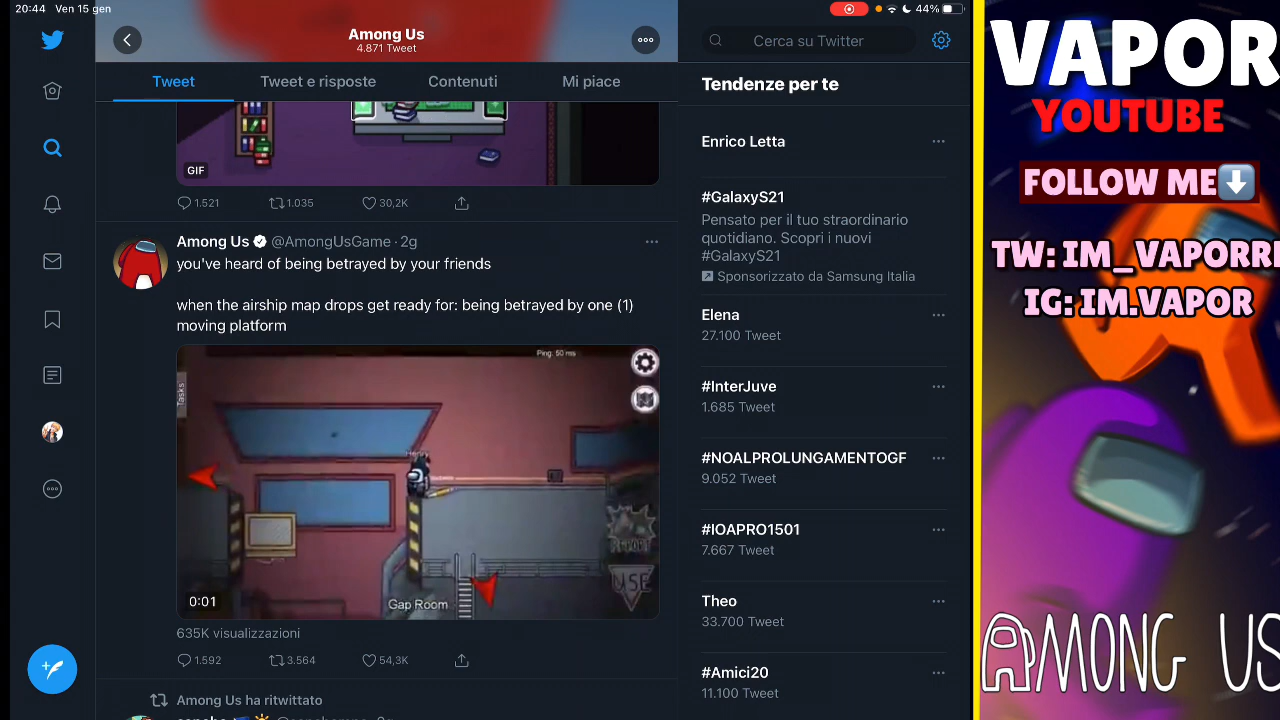 20:44 Ven 15 gen
44%
Among Us
4.871 Tweet
Tweet
Tweet e risposte
Contenuti
Mi piace
GIF
1.521
1.035
30,2K
Among Us @AmongUsGame · 2g
you've heard of being betrayed by your friends
when the airship map drops get ready for: being betrayed by one (1)
moving platform
Ping: 50 ms
Tasks
Henry
REPORT
USE
Gap Room
0:01
635K visualizzazioni
1.592
3.564
54,3K
Among Us ha ritwittato
Cerca su Twitter
Tendenze per te
Enrico Letta
#GalaxyS21
Pensato per il tuo straordinario
quotidiano. Scopri i nuovi
#GalaxyS21
Sponsorizzato da Samsung Italia
Elena
27.100 Tweet
#InterJuve
1.685 Tweet
#NOALPROLUNGAMENTOGF
9.052 Tweet
#IOAPRO1501
7.667 Tweet
Theo
33.700 Tweet
#Amici20
11.100 Tweet
VAPOR
YOUTUBE
FOLLOW ME
TW: IM_VAPORR
IG: IM.VAPOR
AMONG US